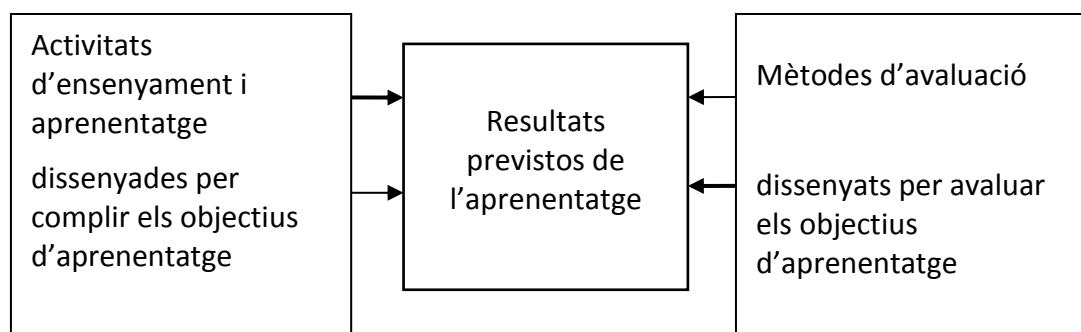 Activitats
d’ensenyament i
aprenentatge
dissenyades per
complir els objectius
d’aprenentatge
Resultats
previstos de
l’aprenentatge
Mètodes d’avaluació
dissenyats per avaluar
els objectius
d’aprenentatge